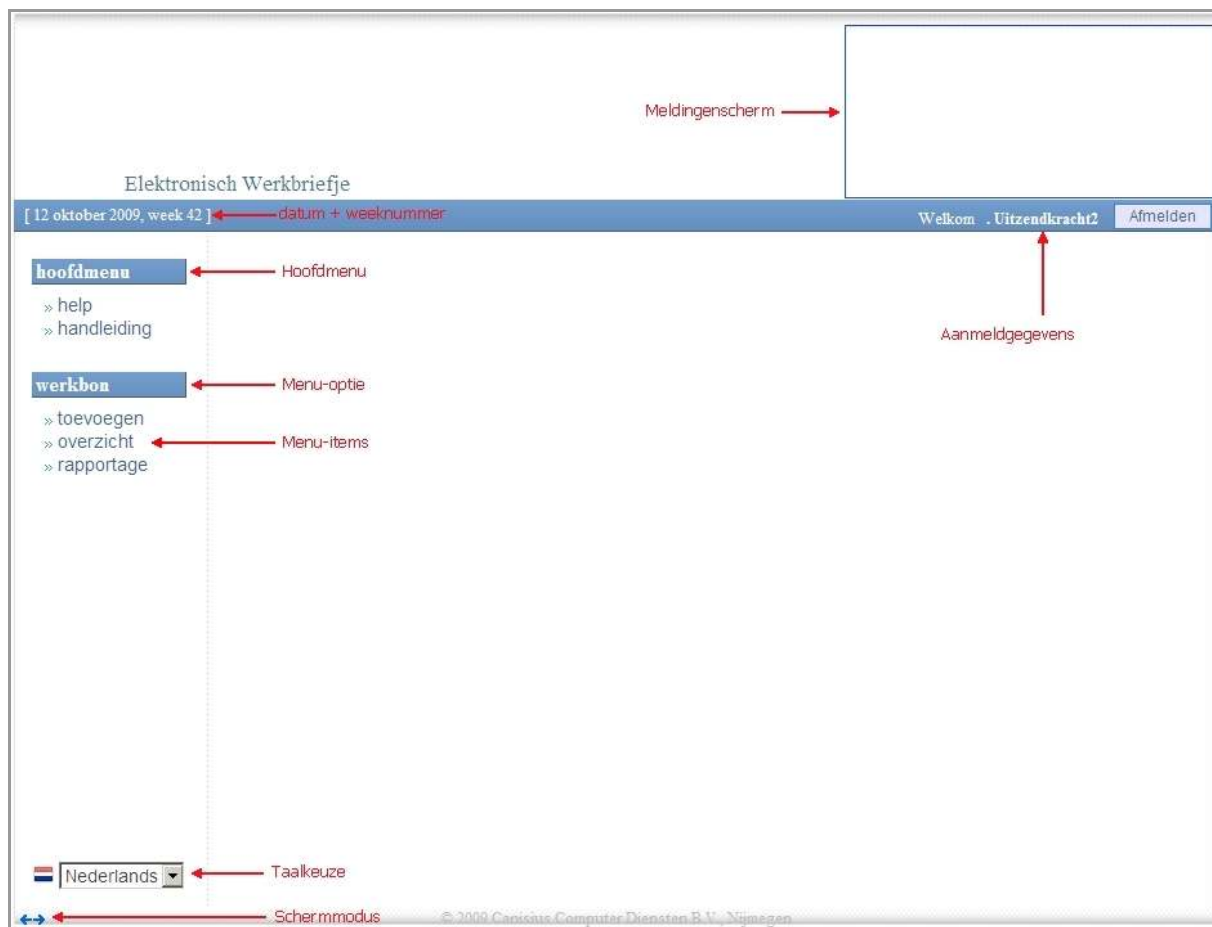 Meldingenscherm
Elektronisch Werkbriefje
[ 12 oktober 2009, week 42 ] datum + weeknummer Welkom . Uitzendkracht2 Afmelden
hoofdmenu Hoofdmenu
» help
» handleiding
Aanmeldgegevens
werkbon Menu-optie
» toevoegen
» overzicht Menu-items
» rapportage
Nederlands Taalkeuze
Schermmodus © 2009 Canisius Computer Diensten B.V., Nijmegen